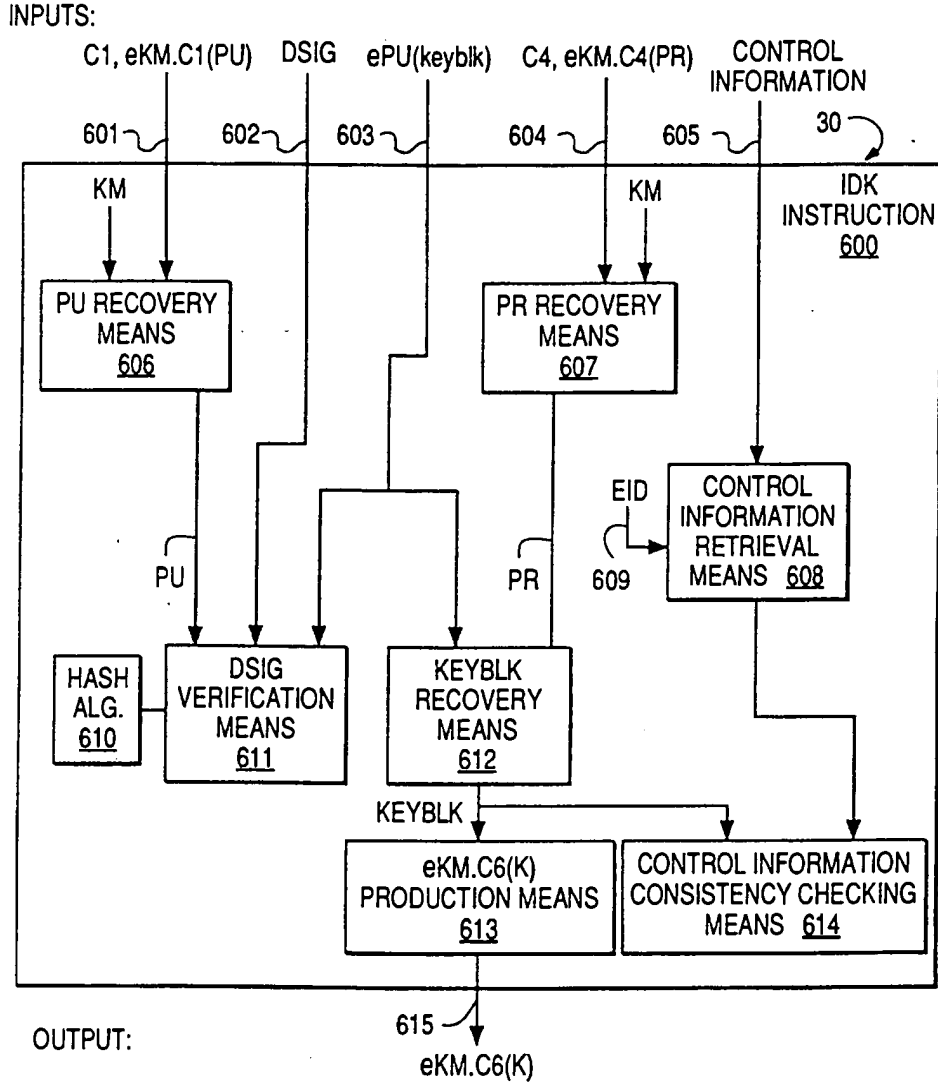 INPUTS:
C1, eKM.C1(PU)
DSIG
ePU(keyblk)
C4, eKM.C4(PR)
CONTROL
INFORMATION
601
602
603
604
605
30
KM
KM
IDK
INSTRUCTION
600
PU RECOVERY
MEANS
606
PR RECOVERY
MEANS
607
EID
609
CONTROL
INFORMATION
RETRIEVAL
MEANS 608
PU
PR
HASH
ALG.
610
DSIG
VERIFICATION
MEANS
611
KEYBLK
RECOVERY
MEANS
612
KEYBLK
eKM.C6(K)
PRODUCTION MEANS
613
CONTROL INFORMATION
CONSISTENCY CHECKING
MEANS 614
615
OUTPUT:
eKM.C6(K)